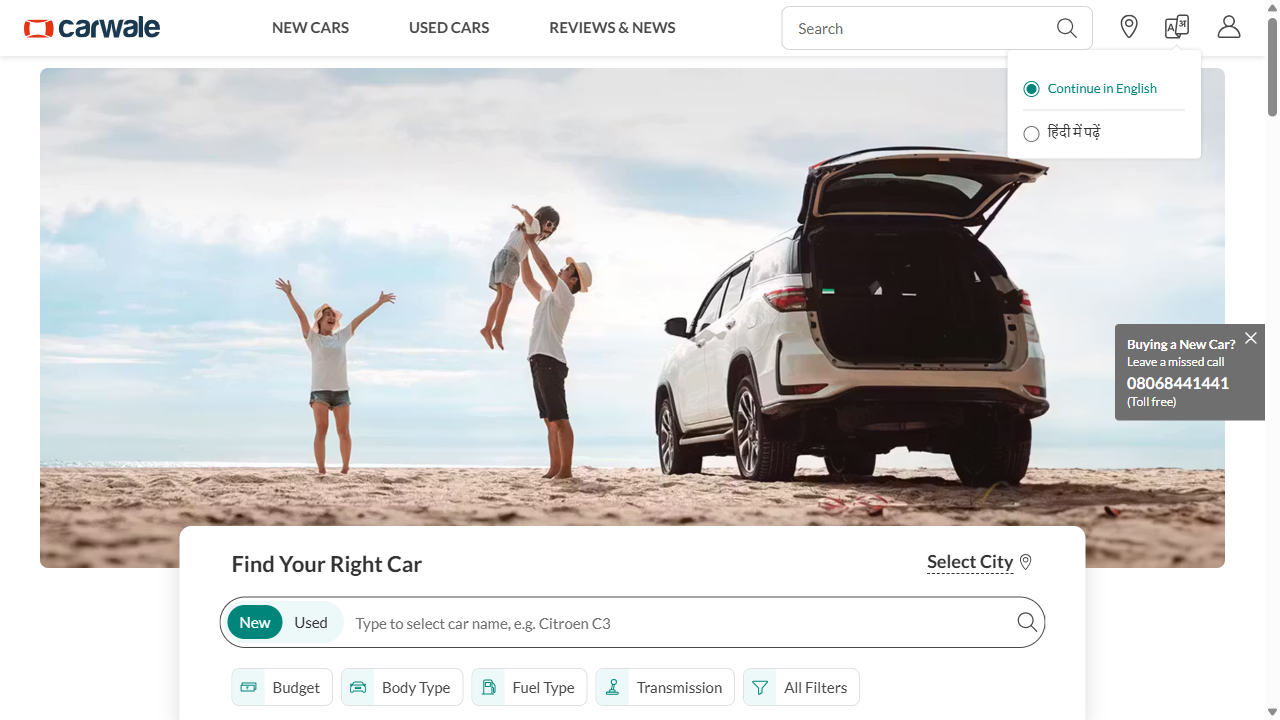 carwale
NEW CARS
USED CARS
REVIEWS & NEWS
Search
Continue in English
हिंदी में पढ़ें
Buying a New Car?
Leave a missed call
08068441441
(Toll free)
Find Your Right Car
Select City
New
Used
Type to select car name, e.g. Citroen C3
Budget
Body Type
Fuel Type
Transmission
All Filters